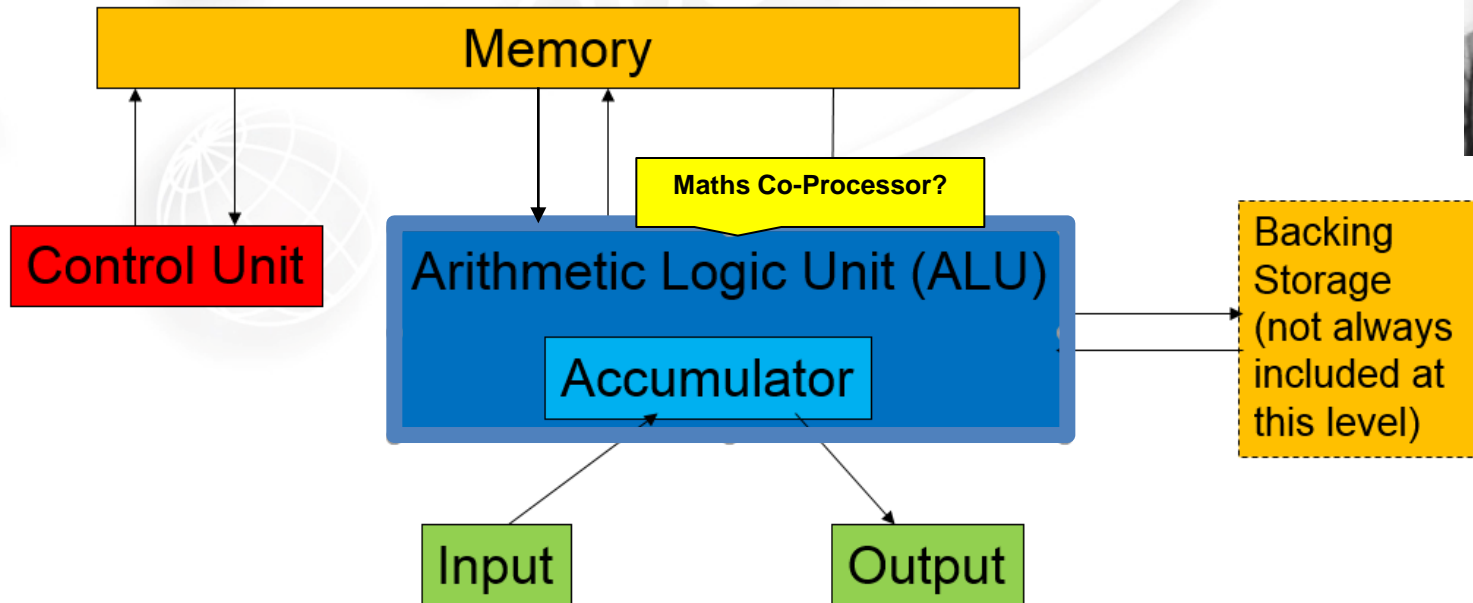 Memory
Maths Co-Processor?
Control Unit
Arithmetic Logic Unit (ALU)
Accumulator
Backing
Storage
(not always
included at
this level)
Input
Output